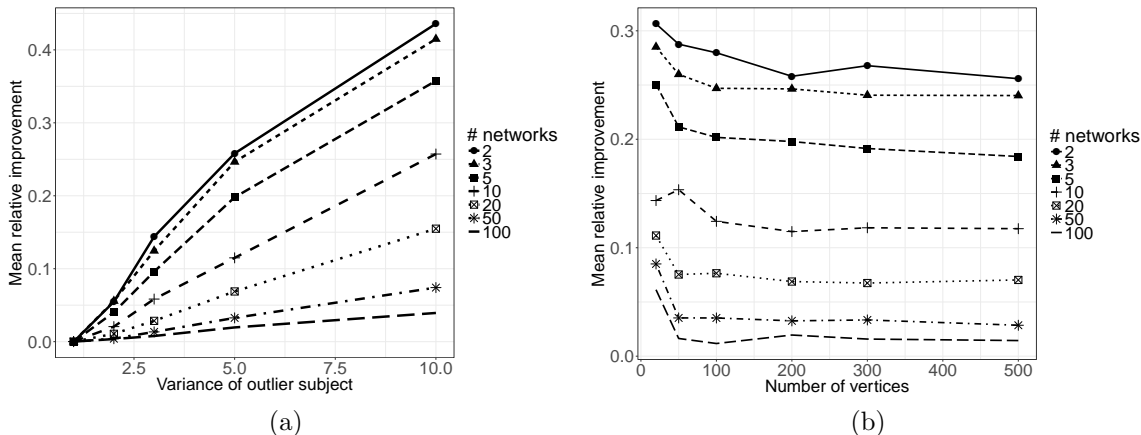 Mean relative improvement
0.4
0.3
0.2
0.1
0.0
2.5 5.0 7.5 10.0
Variance of outlier subject
# networks
2
3
5
10
20
50
100
(a)
Mean relative improvement
0.3
0.2
0.1
0.0
0 100 200 300 400 500
Number of vertices
# networks
2
3
5
10
20
50
100
(b)